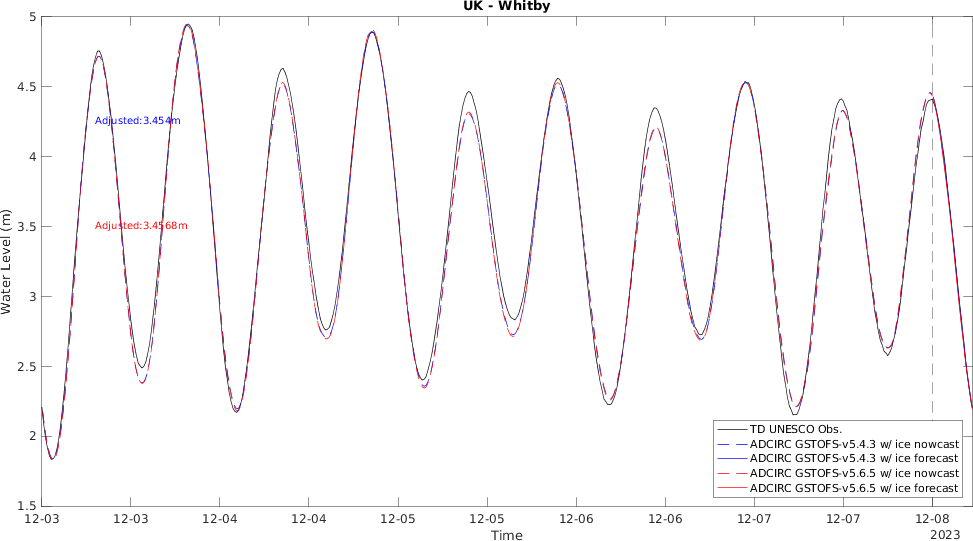 UK - Whitby
5
4.5
4
3.5
3
2.5
2
1.5
Water Level (m)
Adjusted:3.454m
Adjusted:3.4568m
TD UNESCO Obs.
ADCIRC GSTOFS-v5.4.3 w/ ice nowcast
ADCIRC GSTOFS-v5.4.3 w/ ice forecast
ADCIRC GSTOFS-v5.6.5 w/ ice nowcast
ADCIRC GSTOFS-v5.6.5 w/ ice forecast
12-03 12-03 12-04 12-04 12-05 12-05 12-06 12-06 12-07 12-07 12-08
Time
2023